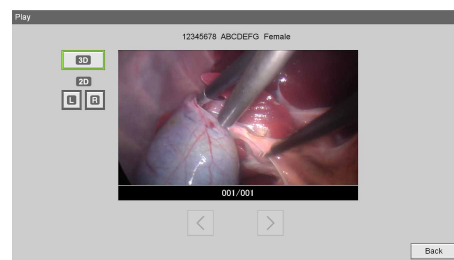 Play
12345678 ABCDEFG Female
3D
2D
L R
001/001
< >
Back